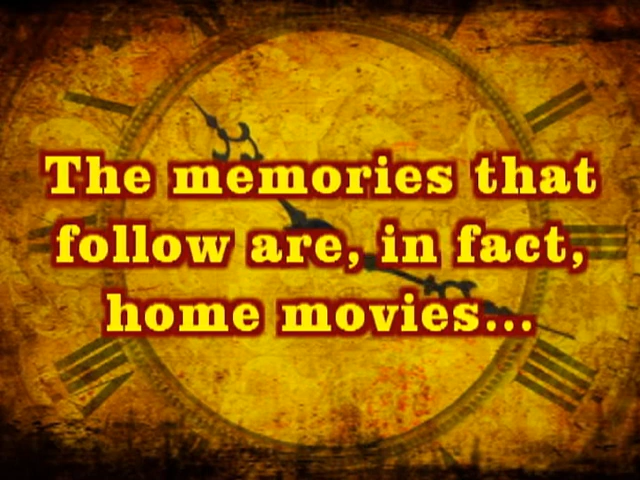 The memories that
follow are, in fact,
home movies...